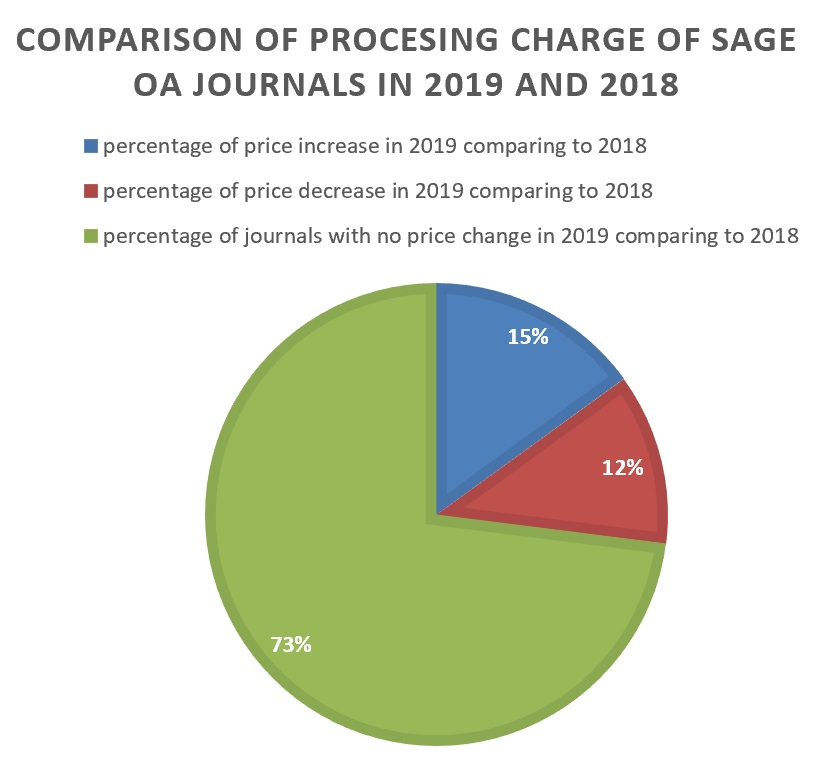 COMPARISON OF PROCESING CHARGE OF SAGE
OA JOURNALS IN 2019 AND 2018
percentage of price increase in 2019 comparing to 2018
percentage of price decrease in 2019 comparing to 2018
percentage of journals with no price change in 2019 comparing to 2018
15%
12%
73%